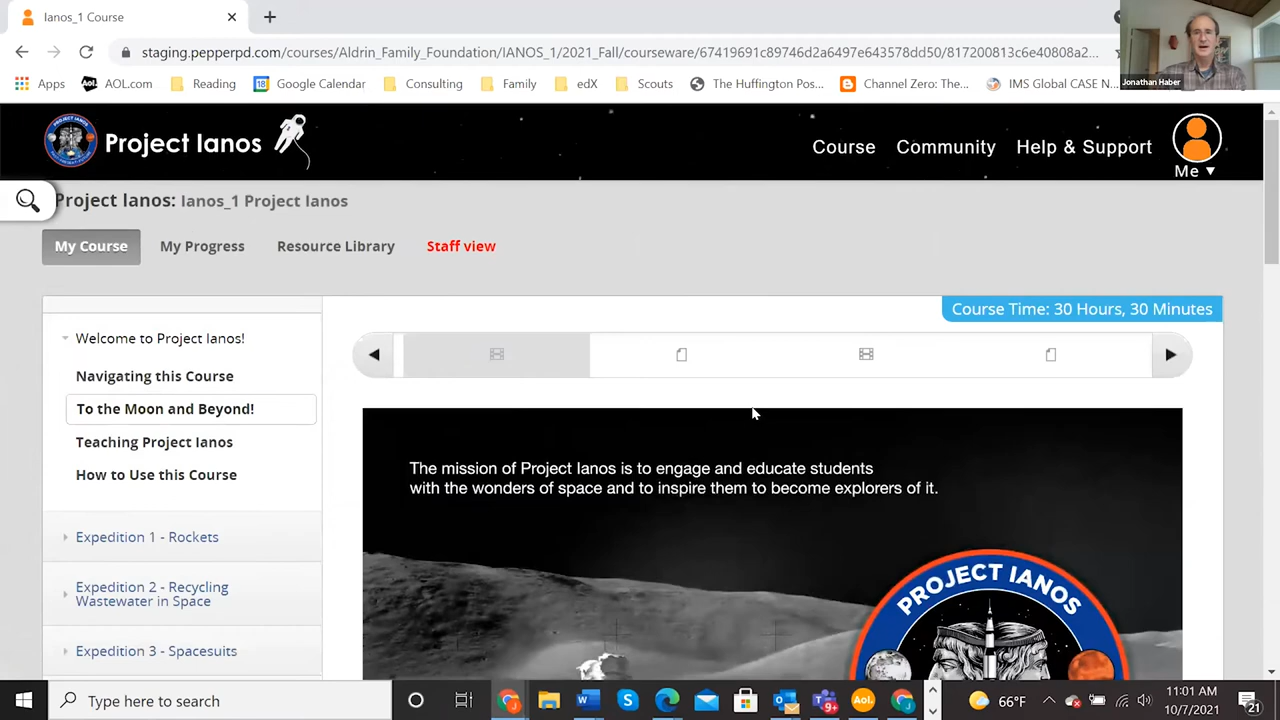 Ianos_1 Course
staging.pepperpd.com/courses/Aldrin_Family_Foundation/IANOS_1/2021_Fall/courseware/67419691c89746d2a6497e643578dd50/817200813c6e40808a2...
Jonathan Haber
Apps
AOL.com
Reading
Google Calendar
Consulting
Family
edX
Scouts
The Huffington Pos...
Channel Zero: The...
IMS Global CASE N...
PROJECT IANOS
Project Ianos
Course
Community
Help & Support
Me
Project Ianos: Ianos_1 Project Ianos
My Course
My Progress
Resource Library
Staff view
Course Time: 30 Hours, 30 Minutes
Welcome to Project Ianos!
Navigating this Course
To the Moon and Beyond!
Teaching Project Ianos
How to Use this Course
Expedition 1 - Rockets
Expedition 2 - Recycling
Wastewater in Space
Expedition 3 - Spacesuits
The mission of Project Ianos is to engage and educate students
with the wonders of space and to inspire them to become explorers of it.
PROJECT IANOS
Type here to search
9+
Aol.
66°F
11:01 AM
10/7/2021
21